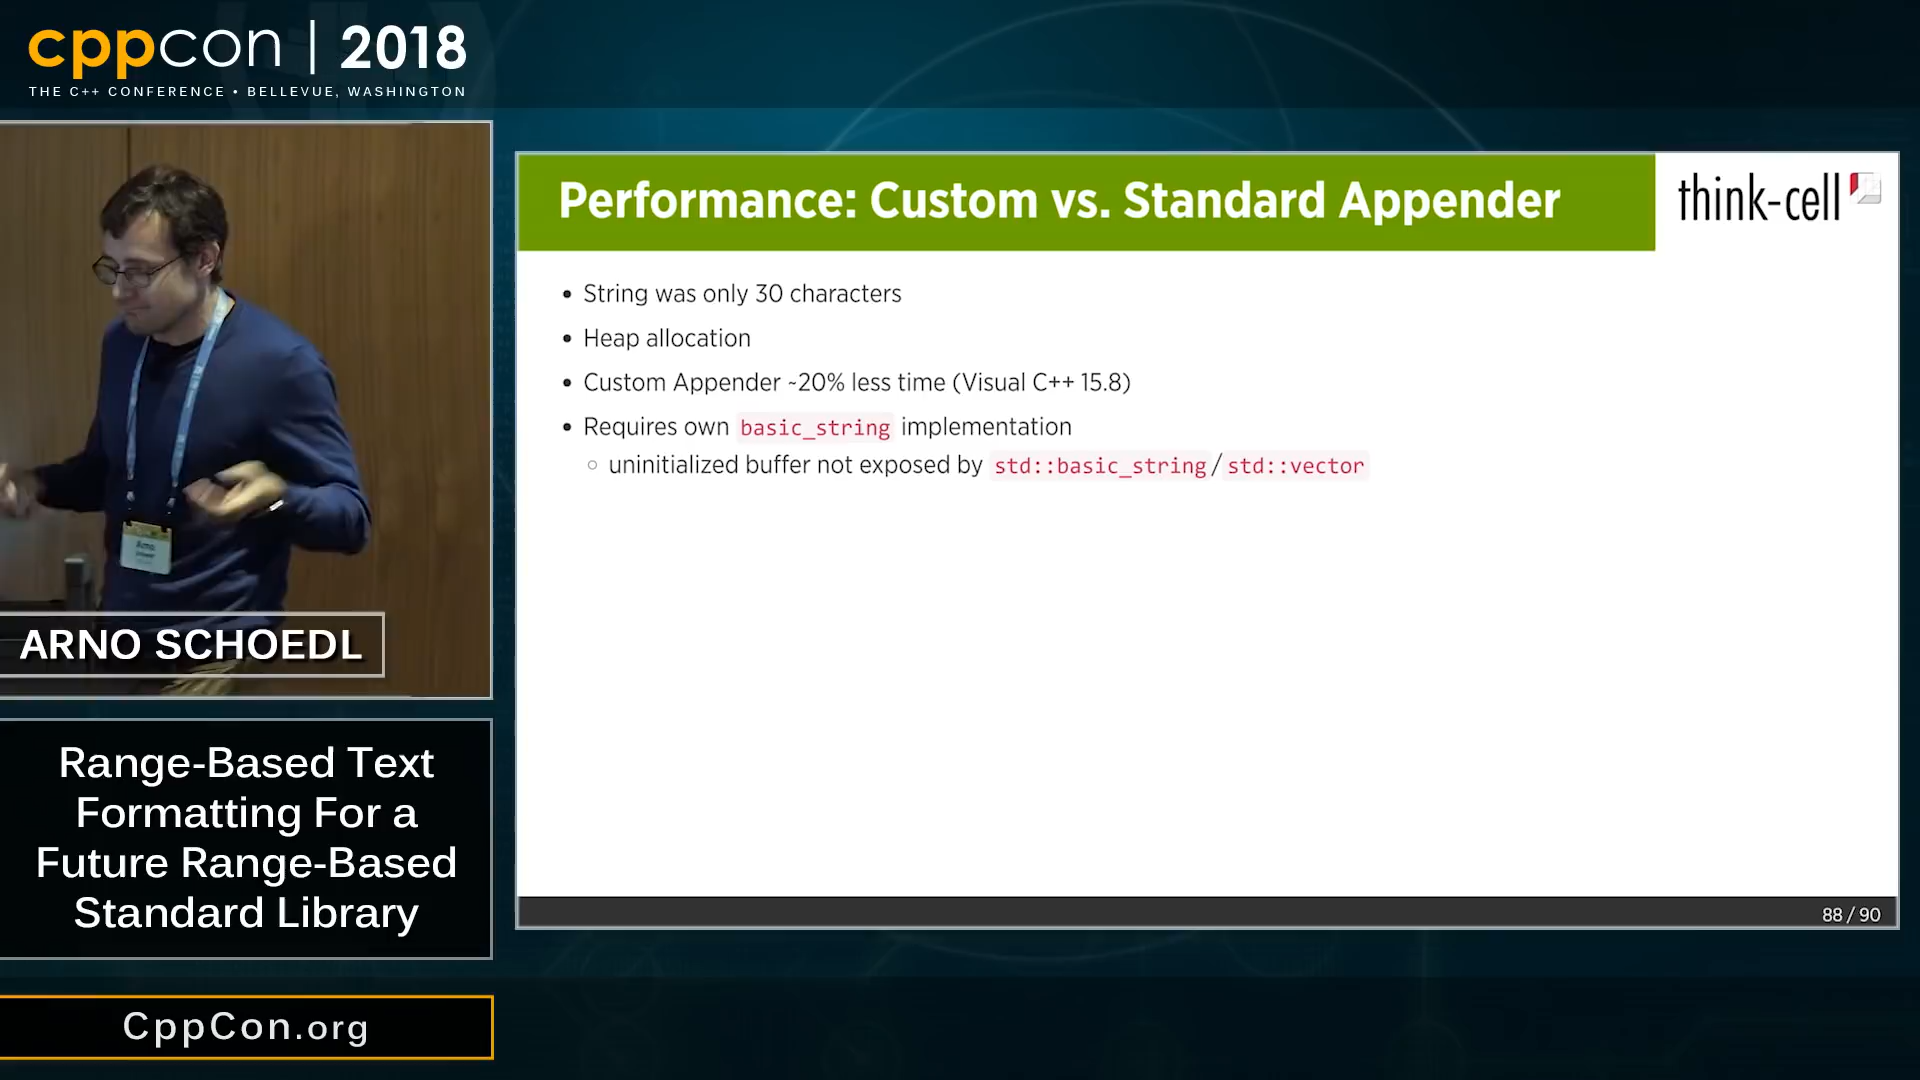 cppcon | 2018
THE C++ CONFERENCE • BELLEVUE, WASHINGTON
Performance: Custom vs. Standard Appender
think-cell
• String was only 30 characters
• Heap allocation
• Custom Appender ~20% less time (Visual C++ 15.8)
• Requires own basic_string implementation
○ uninitialized buffer not exposed by std::basic_string/std::vector
88 / 90
Arno
ARNO SCHOEDL
Range-Based Text
Formatting For a
Future Range-Based
Standard Library
CppCon.org